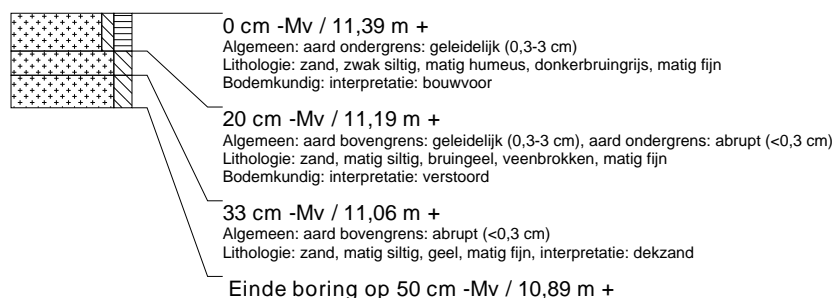 0 cm -Mv / 11,39 m +
Algemeen: aard ondergrens: geleidelijk (0,3-3 cm)
Lithologie: zand, zwak siltig, matig humeus, donkerbruingrijs, matig fijn
Bodemkundig: interpretatie: bouwvoor
20 cm -Mv / 11,19 m +
Algemeen: aard bovengrens: geleidelijk (0,3-3 cm), aard ondergrens: abrupt (<0,3 cm)
Lithologie: zand, matig siltig, bruingeel, veenbrokken, matig fijn
Bodemkundig: interpretatie: verstoord
33 cm -Mv / 11,06 m +
Algemeen: aard bovengrens: abrupt (<0,3 cm)
Lithologie: zand, matig siltig, geel, matig fijn, interpretatie: dekzand
Einde boring op 50 cm -Mv / 10,89 m +